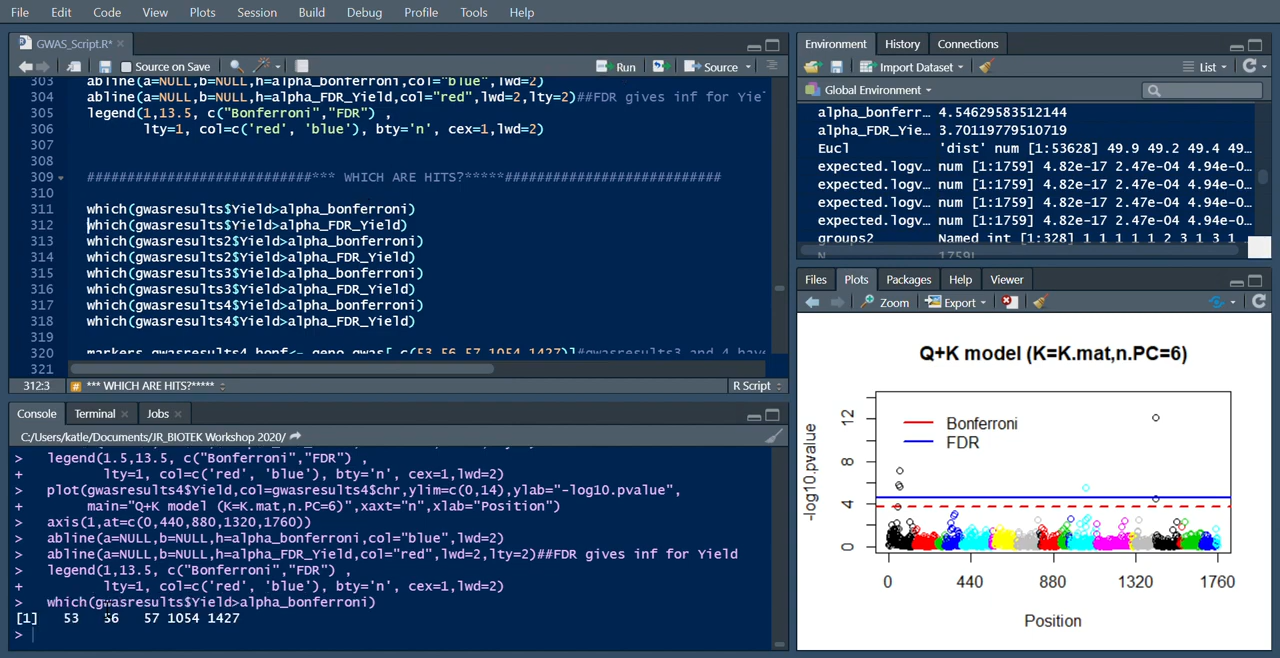 File Edit Code View Plots Session Build Debug Profile Tools Help
GWAS_Script.R* ×
Source on Save Run Source
303 abline(a=NULL,b=NULL,h=alpha_bonferroni,col="blue",lwd=2)
304 abline(a=NULL,b=NULL,h=alpha_FDR_Yield,col="red",lwd=2,lty=2)##FDR gives inf for Yiel
305 legend(1,13.5, c("Bonferroni","FDR") ,
306 lty=1, col=c('red', 'blue'), bty='n', cex=1,lwd=2)
307
308
309 ############################*** WHICH ARE HITS?*****###########################
310
311 which(gwasresults$Yield>alpha_bonferroni)
312 which(gwasresults$Yield>alpha_FDR_Yield)
313 which(gwasresults2$Yield>alpha_bonferroni)
314 which(gwasresults2$Yield>alpha_FDR_Yield)
315 which(gwasresults3$Yield>alpha_bonferroni)
316 which(gwasresults3$Yield>alpha_FDR_Yield)
317 which(gwasresults4$Yield>alpha_bonferroni)
318 which(gwasresults4$Yield>alpha_FDR_Yield)
319
320
321
312:3 # *** WHICH ARE HITS?***** R Script
Console Terminal × Jobs ×
C:/Users/katle/Documents/JR_BIOTEK Workshop 2020/
> legend(1.5,13.5, c("Bonferroni","FDR") ,
+ lty=1, col=c('red', 'blue'), bty='n', cex=1,lwd=2)
> plot(gwasresults4$Yield,col=gwasresults4$chr,ylim=c(0,14),ylab="-log10.pvalue",
+ main="Q+K model (K=K.mat,n.PC=6)",xaxt="n",xlab="Position")
> axis(1,at=c(0,440,880,1320,1760))
> abline(a=NULL,b=NULL,h=alpha_bonferroni,col="blue",lwd=2)
> abline(a=NULL,b=NULL,h=alpha_FDR_Yield,col="red",lwd=2,lty=2)##FDR gives inf for Yield
> legend(1,13.5, c("Bonferroni","FDR") ,
+ lty=1, col=c('red', 'blue'), bty='n', cex=1,lwd=2)
> which(gwasresults$Yield>alpha_bonferroni)
[1] 53 56 57 1054 1427
>
Environment History Connections
Import Dataset List
Global Environment
alpha_bonferr… 4.54629583512144
alpha_FDR_Yie… 3.70119779510719
Eucl 'dist' num [1:53628] 49.9 49.2 49.4 49…
expected.logv… num [1:1759] 4.82e-17 2.47e-04 4.94e-0…
expected.logv… num [1:1759] 4.82e-17 2.47e-04 4.94e-0…
expected.logv… num [1:1759] 4.82e-17 2.47e-04 4.94e-0…
expected.logv… num [1:1759] 4.82e-17 2.47e-04 4.94e-0…
groups2 Named int [1:328] 1 1 1 1 1 2 3 1 3 1
Files Plots Packages Help Viewer
Zoom Export
Q+K model (K=K.mat,n.PC=6)
-log10.pvalue
12
8
4
0
Bonferroni
FDR
0 440 880 1320 1760
Position